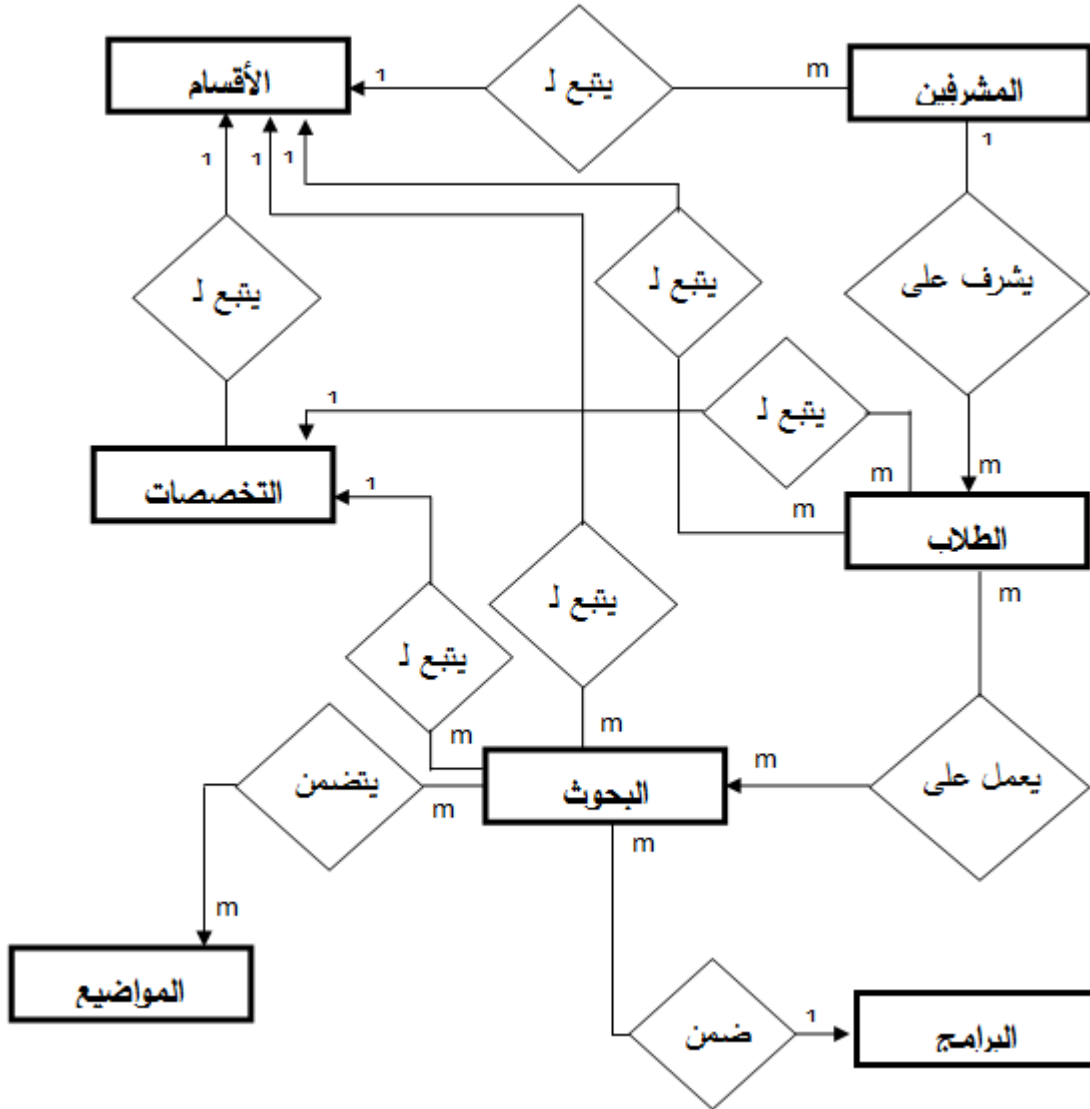 الأقسام
1
يتبع لـ
m
المشرفين
1
1
1
1
يتبع لـ
يتبع لـ
يشرف على
1
يتبع لـ
m
m
التخصصات
1
m
الطلاب
m
يتبع لـ
يتبع لـ
m
m
يتضمن
m
البحوث
m
يعمل على
m
m
المواضيع
ضمن
1
البرامج